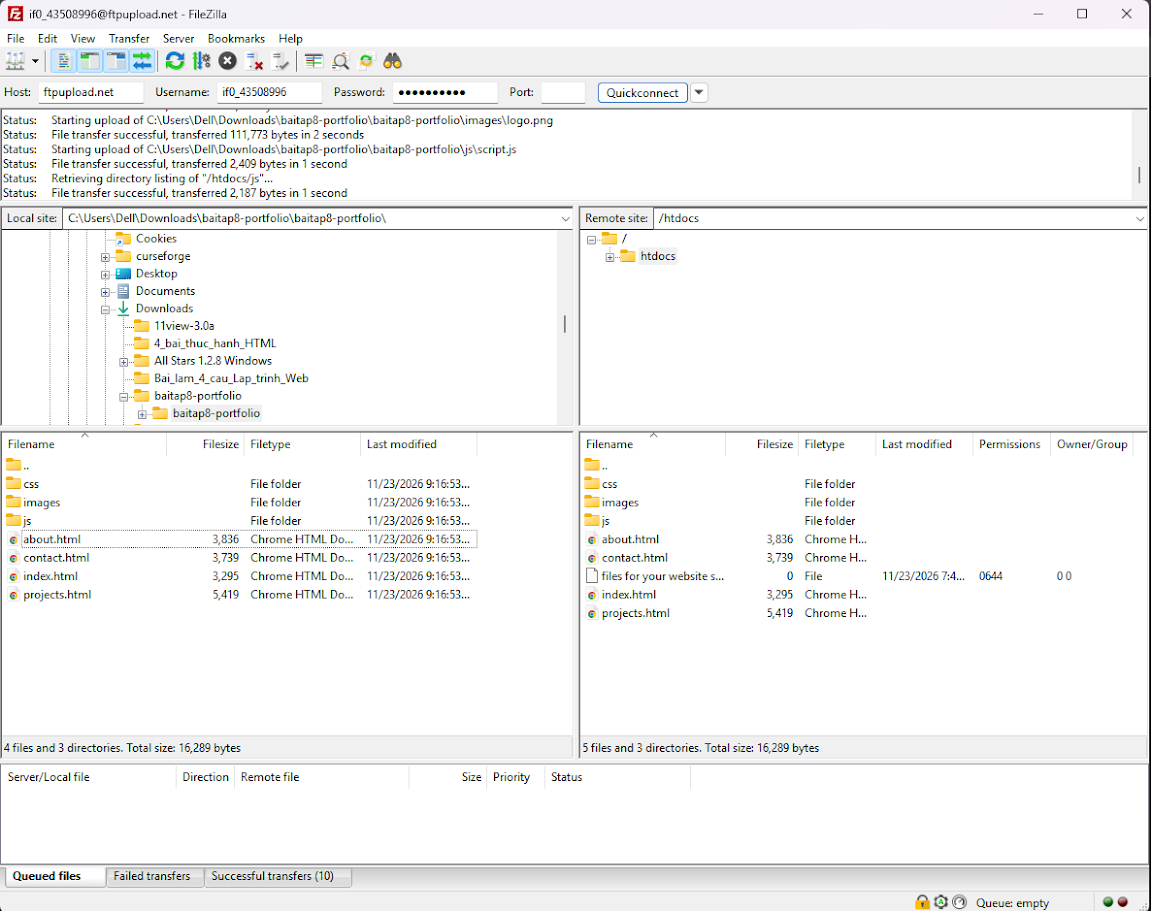 if0_43508996@ftpupload.net - FileZilla
File Edit View Transfer Server Bookmarks Help
Host: ftpupload.net Username: if0_43508996 Password: ●●●●●●●●●● Port: Quickconnect
Status: Starting upload of C:\Users\Dell\Downloads\baitap8-portfolio\baitap8-portfolio\images\logo.png
Status: File transfer successful, transferred 111,773 bytes in 2 seconds
Status: Starting upload of C:\Users\Dell\Downloads\baitap8-portfolio\baitap8-portfolio\js\script.js
Status: File transfer successful, transferred 2,409 bytes in 1 second
Status: Retrieving directory listing of "/htdocs/js"...
Status: File transfer successful, transferred 2,187 bytes in 1 second
Local site: C:\Users\Dell\Downloads\baitap8-portfolio\baitap8-portfolio\
Cookies
curseforge
Desktop
Documents
Downloads
11view-3.0a
4_bai_thuc_hanh_HTML
All Stars 1.2.8 Windows
Bai_lam_4_cau_Lap_trinh_Web
baitap8-portfolio
baitap8-portfolio
Remote site: /htdocs
/
htdocs
Filename Filesize Filetype Last modified
..
css File folder 11/23/2026 9:16:53...
images File folder 11/23/2026 9:16:53...
js File folder 11/23/2026 9:16:53...
about.html 3,836 Chrome HTML Do... 11/23/2026 9:16:53...
contact.html 3,739 Chrome HTML Do... 11/23/2026 9:16:53...
index.html 3,295 Chrome HTML Do... 11/23/2026 9:16:53...
projects.html 5,419 Chrome HTML Do... 11/23/2026 9:16:53...
4 files and 3 directories. Total size: 16,289 bytes
Filename Filesize Filetype Last modified Permissions Owner/Group
..
css File folder
images File folder
js File folder
about.html 3,836 Chrome H...
contact.html 3,739 Chrome H...
files for your website s... 0 File 11/23/2026 7:4... 0644 0 0
index.html 3,295 Chrome H...
projects.html 5,419 Chrome H...
5 files and 3 directories. Total size: 16,289 bytes
Server/Local file Direction Remote file Size Priority Status
Queued files Failed transfers Successful transfers (10)
Queue: empty